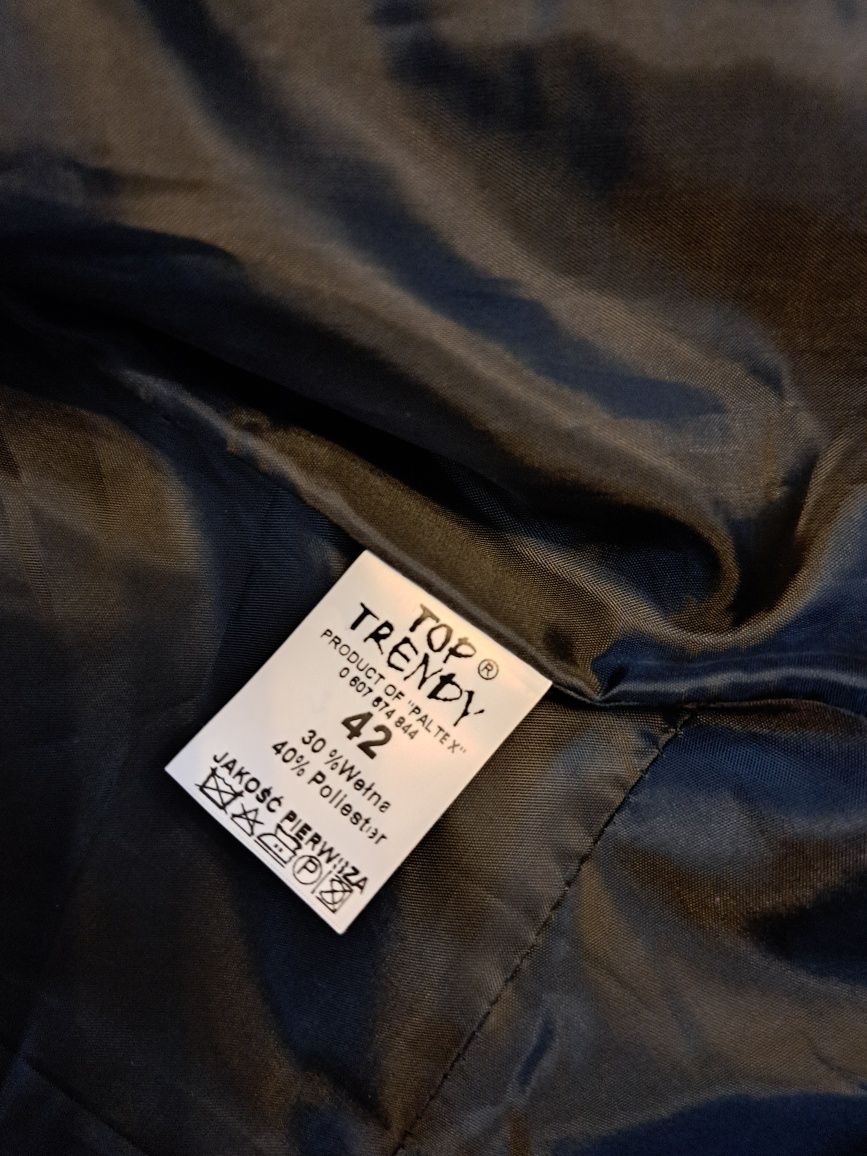 TOP
TRENDY ®
PRODUCT OF "PALTEX"
0 607 674 844
42
30 %Wełna
40% Poliester
JAKOŚĆ PIERWSZA
P